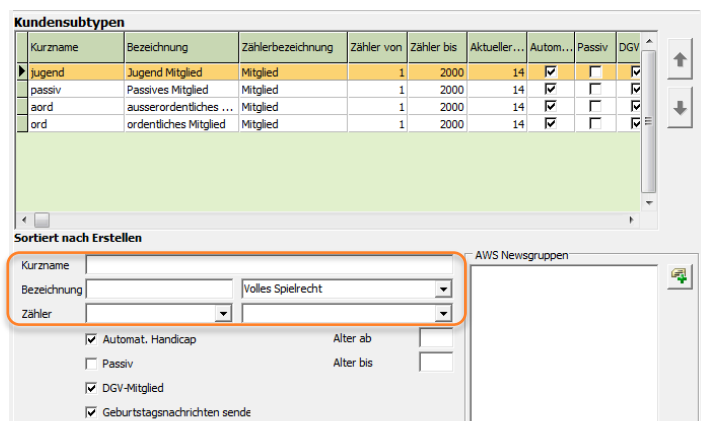 Kundensubtypen
Kurzname Bezeichnung Zählerbezeichnung Zähler von Zähler bis Aktueller... Autom... Passiv DGV
jugend Jugend Mitglied Mitglied 1 2000 14
passiv Passives Mitglied Mitglied 1 2000 14
aord ausserordentliches ... Mitglied 1 2000 14
ord ordentliches Mitglied Mitglied 1 2000 14
Sortiert nach Erstellen
AWS Newsgruppen
Kurzname
Bezeichnung Volles Spielrecht
Zähler
Automat. Handicap Alter ab
Passiv Alter bis
DGV-Mitglied
Geburtstagsnachrichten sende